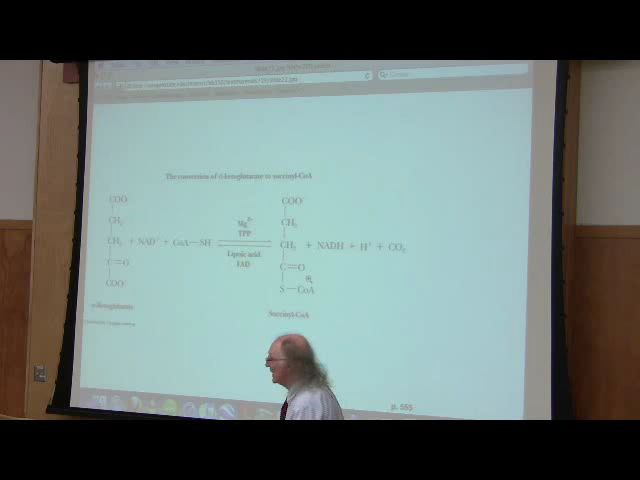 The conversion of α-ketoglutarate to succinyl-CoA
COO⁻
CH₂
CH₂ + NAD⁺ + CoA—SH
C=O
COO⁻
α-Ketoglutarate
Mg²⁺
TPP
Lipoic acid
FAD
COO⁻
CH₂
CH₂ + NADH + H⁺ + CO₂
C=O
S—CoA
Succinyl-CoA
p. 555